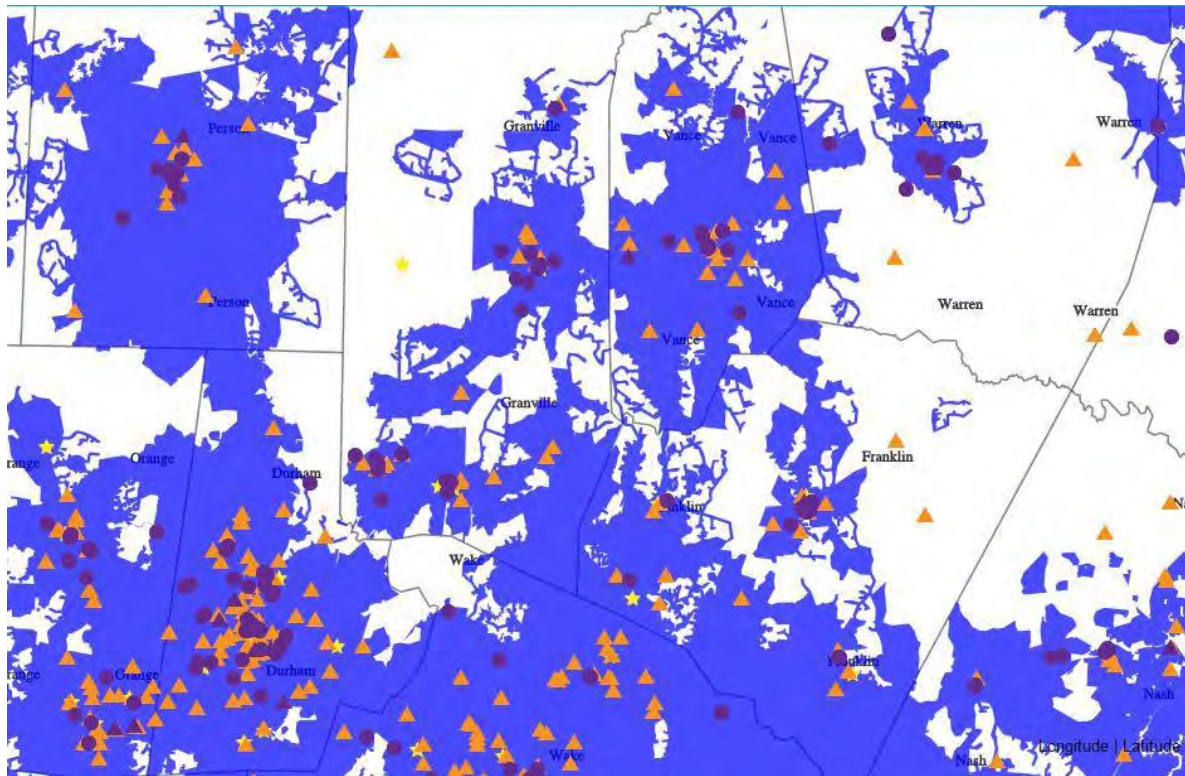 Person
Granville
Vance
Vance
Warren
Warren
Person
Vance
Warren
Warren
Vance
Granville
Orange
Durham
Franklin
Wake
Orange
Durham
Franklin
Nash
Longitude | Latitude
Wake
Nash